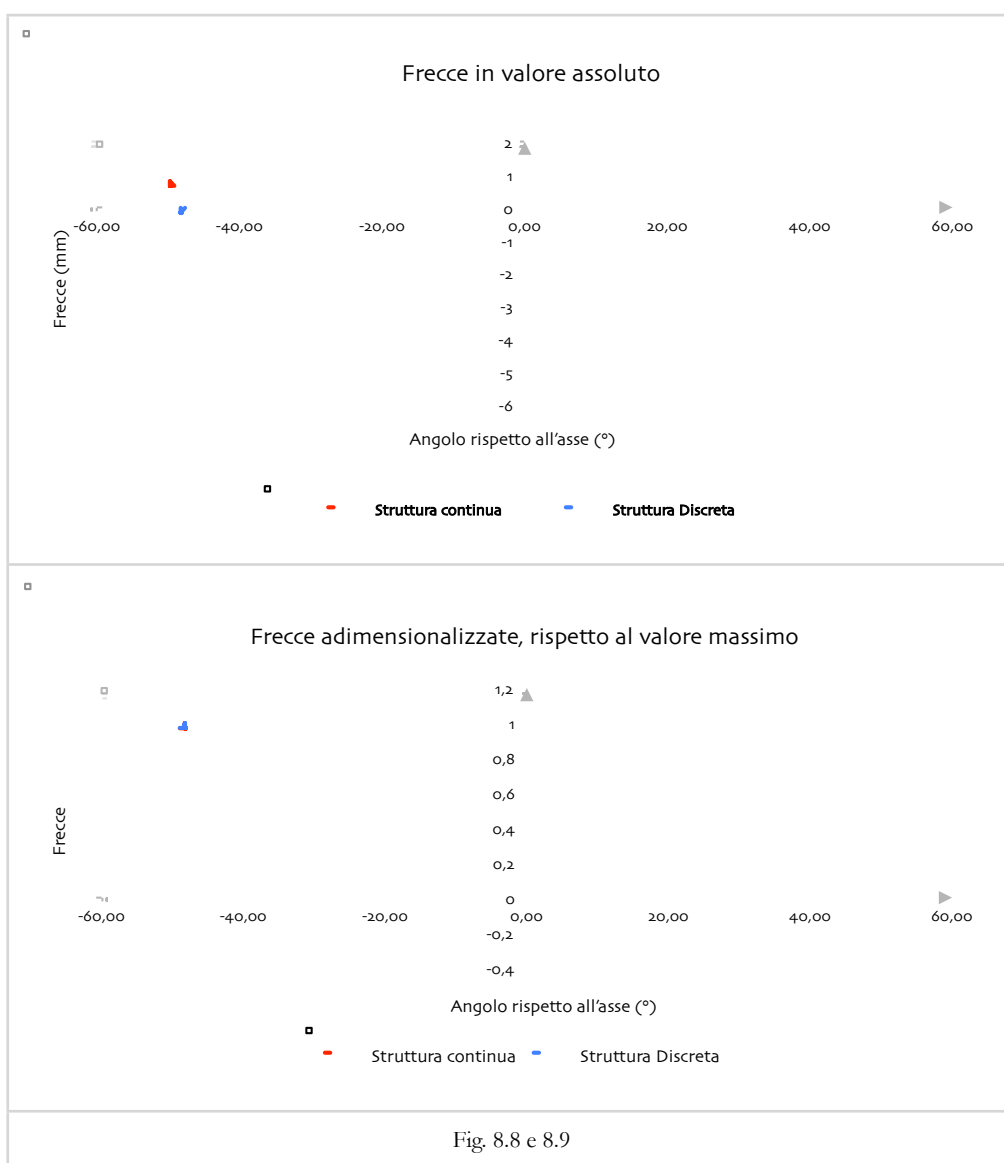 Frecce in valore assoluto
2
1
0
-60,00 -40,00 -20,00 0,00 20,00 40,00 60,00
-1
-2
-3
-4
-5
-6
Frecce (mm)
Angolo rispetto all'asse (°)
Struttura continua Struttura Discreta
Frecce adimensionalizzate, rispetto al valore massimo
1,2
1
0,8
0,6
0,4
0,2
0
-60,00 -40,00 -20,00 0,00 20,00 40,00 60,00
-0,2
-0,4
Frecce
Angolo rispetto all'asse (°)
Struttura continua Struttura Discreta
Fig. 8.8 e 8.9